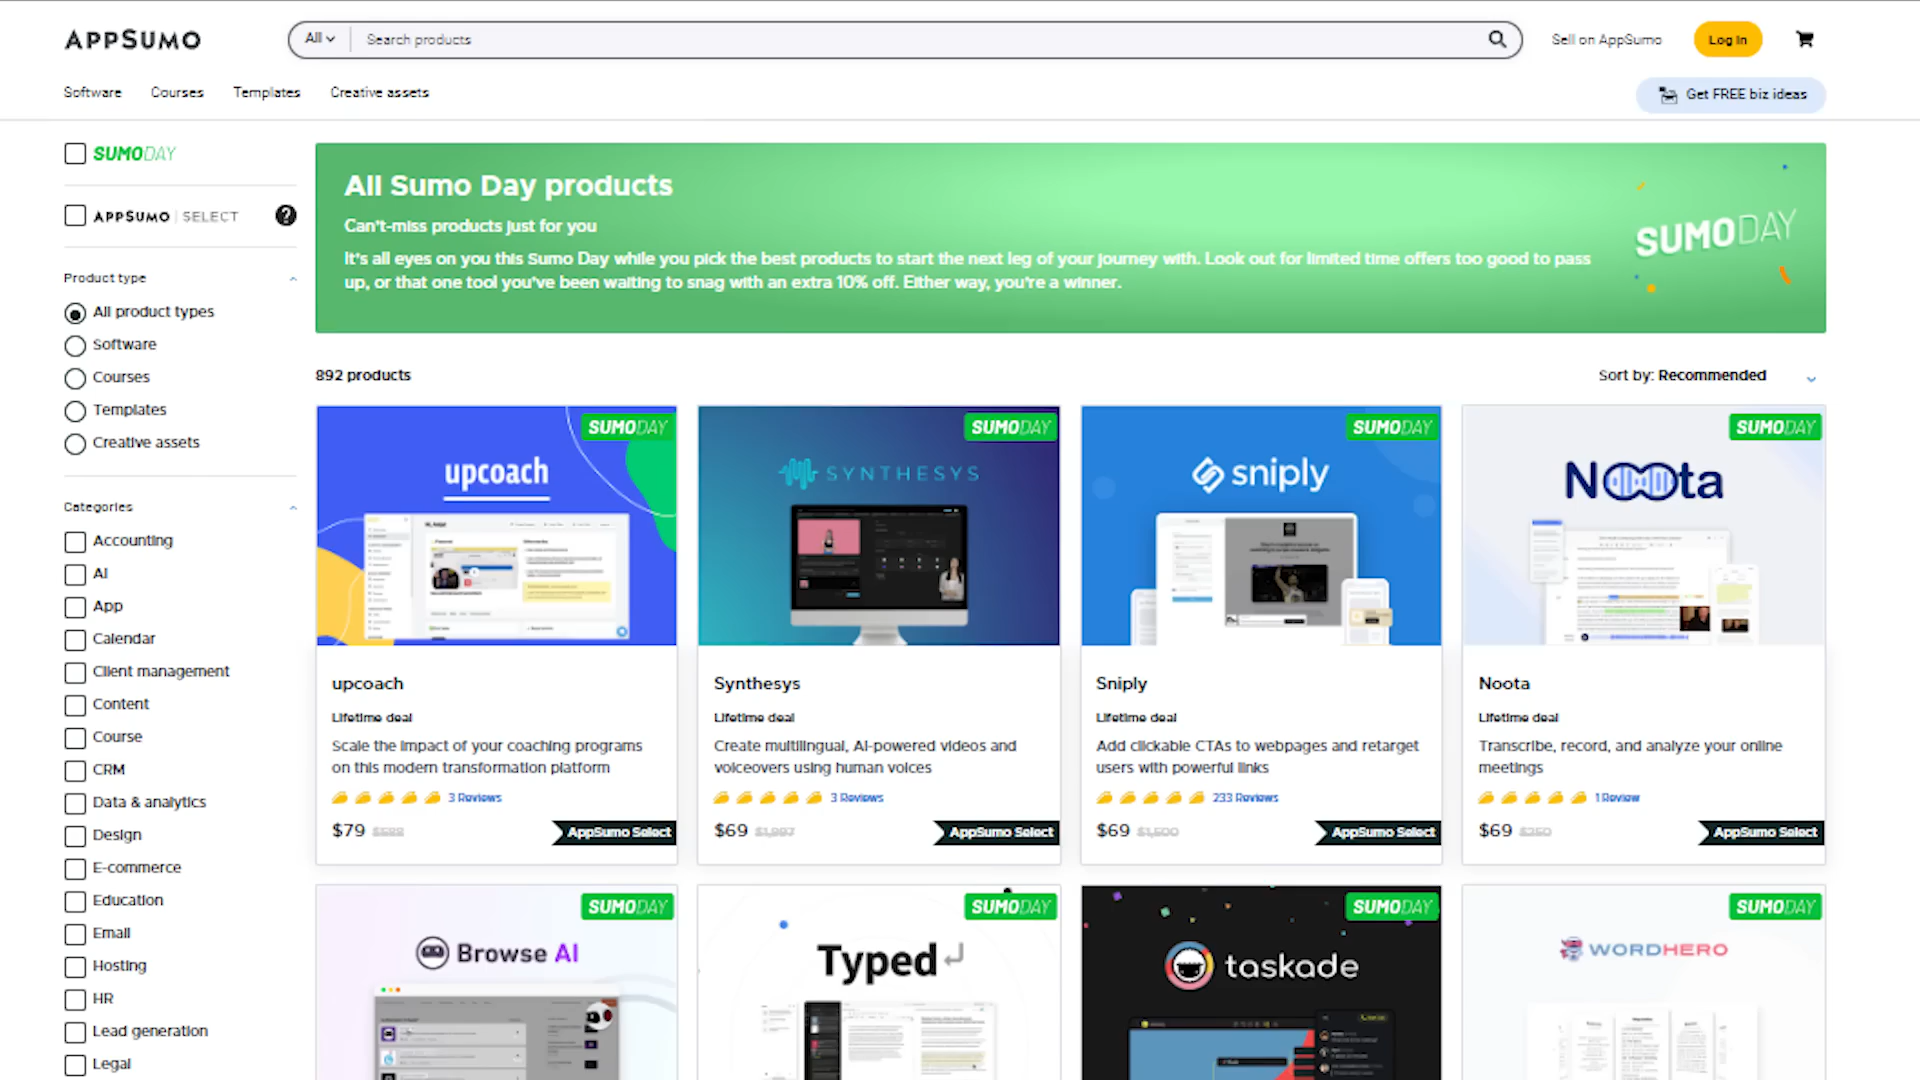 APPSUMO
All
Search products
Sell on AppSumo
Log in
Software
Courses
Templates
Creative assets
Get FREE biz ideas
SUMODAY
APPSUMO | SELECT
?
Product type
All product types
Software
Courses
Templates
Creative assets
Categories
Accounting
AI
App
Calendar
Client management
Content
Course
CRM
Data & analytics
Design
E-commerce
Education
Email
Hosting
HR
Lead generation
Legal
All Sumo Day products
Can't-miss products just for you
It's all eyes on you this Sumo Day while you pick the best products to start the next leg of your journey with. Look out for limited time offers too good to pass
up, or that one tool you've been waiting to snag with an extra 10% off. Either way, you're a winner.
SUMODAY
892 products
Sort by: Recommended
SUMODAY
upcoach
upcoach
Lifetime deal
Scale the impact of your coaching programs
on this modern transformation platform
3 Reviews
$79 $588
AppSumo Select
SUMODAY
SYNTHESYS
Synthesys
Lifetime deal
Create multilingual, AI-powered videos and
voiceovers using human voices
3 Reviews
$69 $1,997
AppSumo Select
SUMODAY
sniply
Sniply
Lifetime deal
Add clickable CTAs to webpages and retarget
users with powerful links
233 Reviews
$69 $1,500
AppSumo Select
SUMODAY
Noota
Noota
Lifetime deal
Transcribe, record, and analyze your online
meetings
1 Review
$69 $250
AppSumo Select
SUMODAY
Browse AI
SUMODAY
Typed
SUMODAY
taskade
SUMODAY
WORDHERO